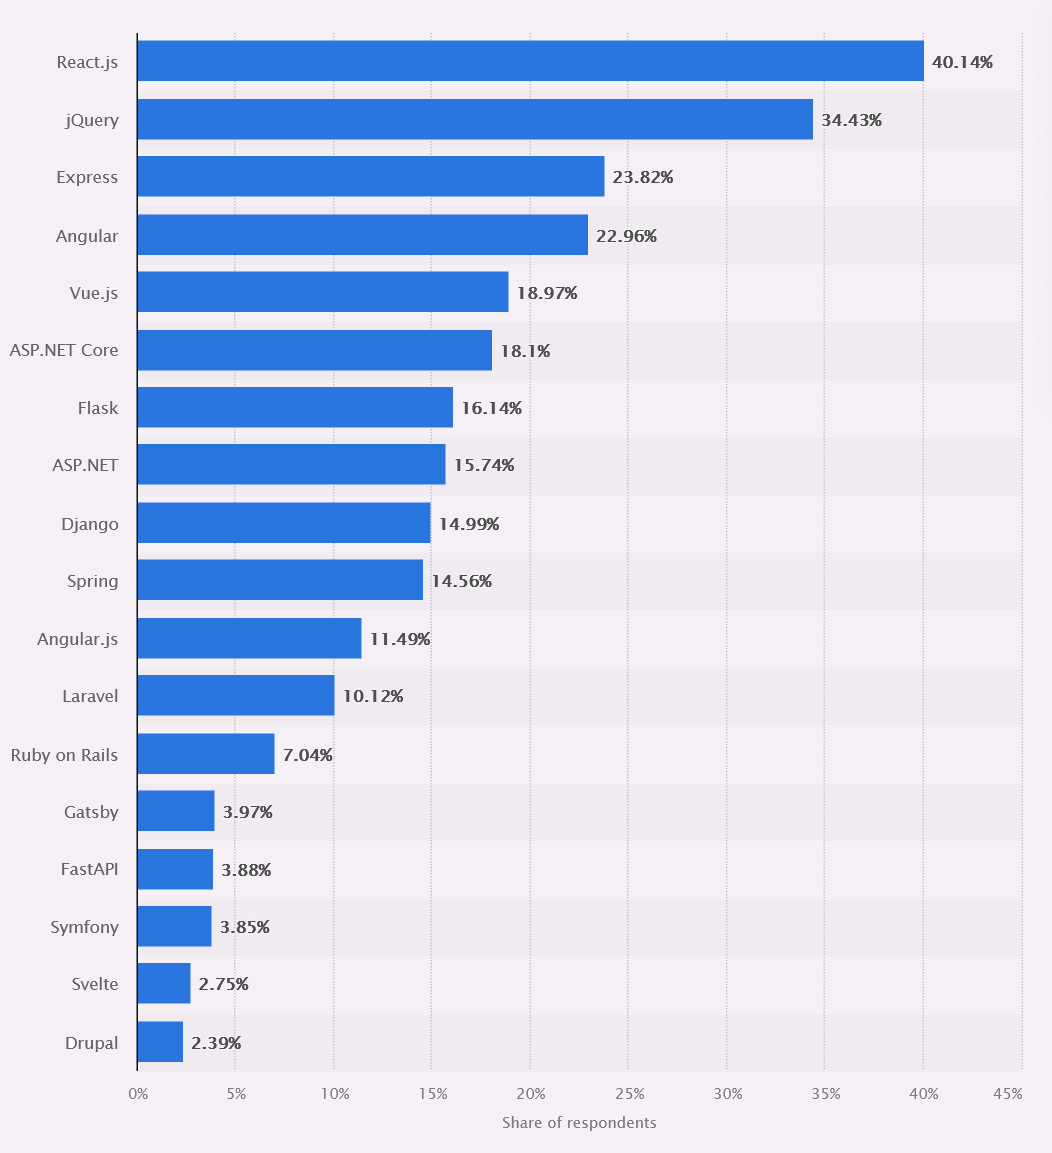 React.js 40.14%
jQuery 34.43%
Express 23.82%
Angular 22.96%
Vue.js 18.97%
ASP.NET Core 18.1%
Flask 16.14%
ASP.NET 15.74%
Django 14.99%
Spring 14.56%
Angular.js 11.49%
Laravel 10.12%
Ruby on Rails 7.04%
Gatsby 3.97%
FastAPI 3.88%
Symfony 3.85%
Svelte 2.75%
Drupal 2.39%
0% 5% 10% 15% 20% 25% 30% 35% 40% 45%
Share of respondents